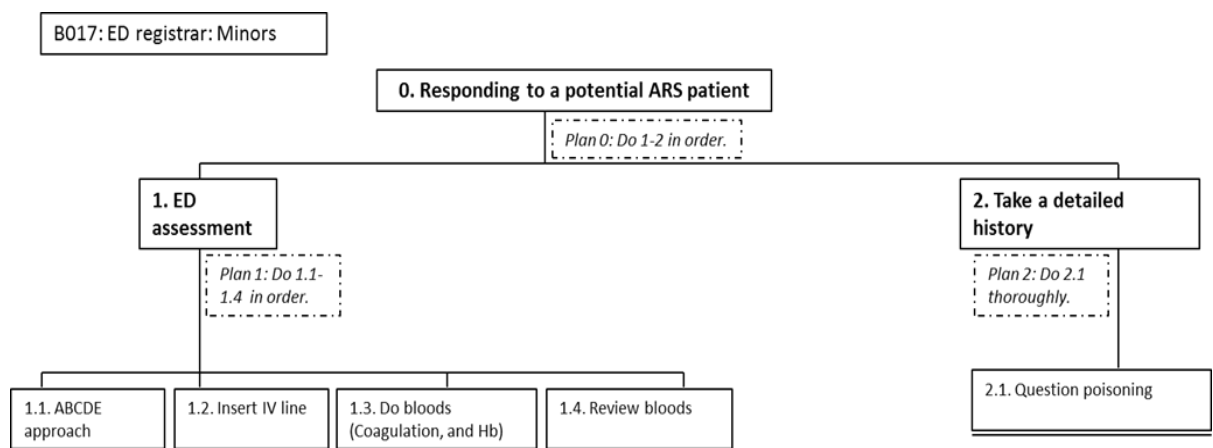 B017: ED registrar: Minors
0. Responding to a potential ARS patient
Plan 0: Do 1-2 in order.
1. ED
assessment
2. Take a detailed
history
Plan 1: Do 1.1-
1.4 in order.
Plan 2: Do 2.1
thoroughly.
1.1. ABCDE
approach
1.2. Insert IV line
1.3. Do bloods
(Coagulation, and Hb)
1.4. Review bloods
2.1. Question poisoning